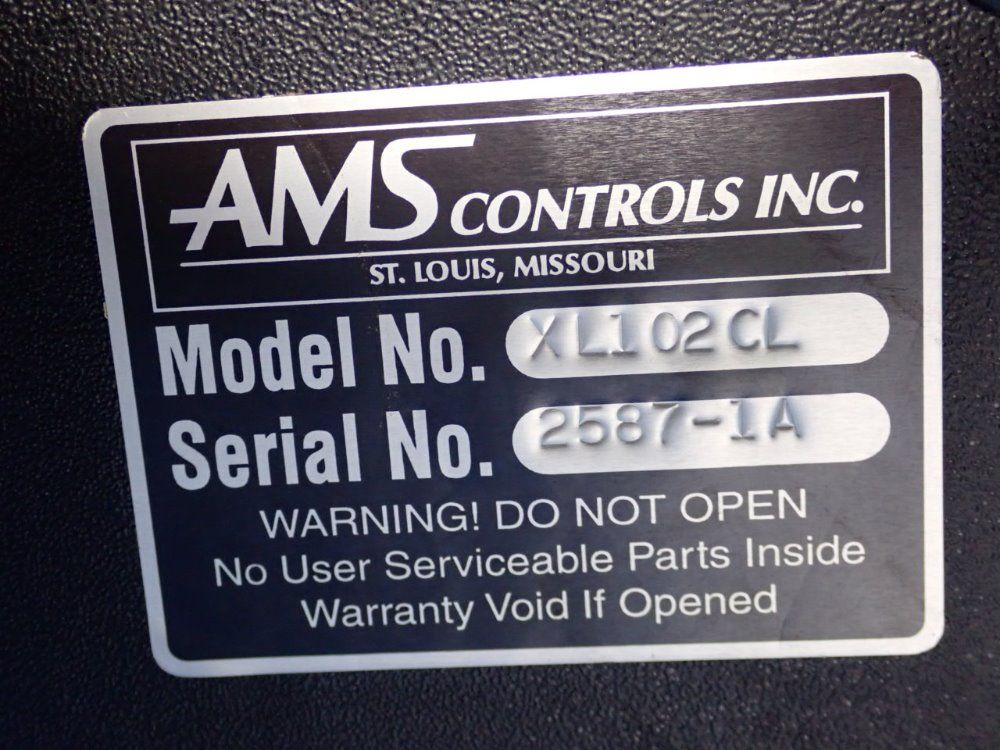 AMS CONTROLS INC.
ST. LOUIS, MISSOURI
Model No. XL102CL
Serial No. 2587-1A
WARNING! DO NOT OPEN
No User Serviceable Parts Inside
Warranty Void If Opened